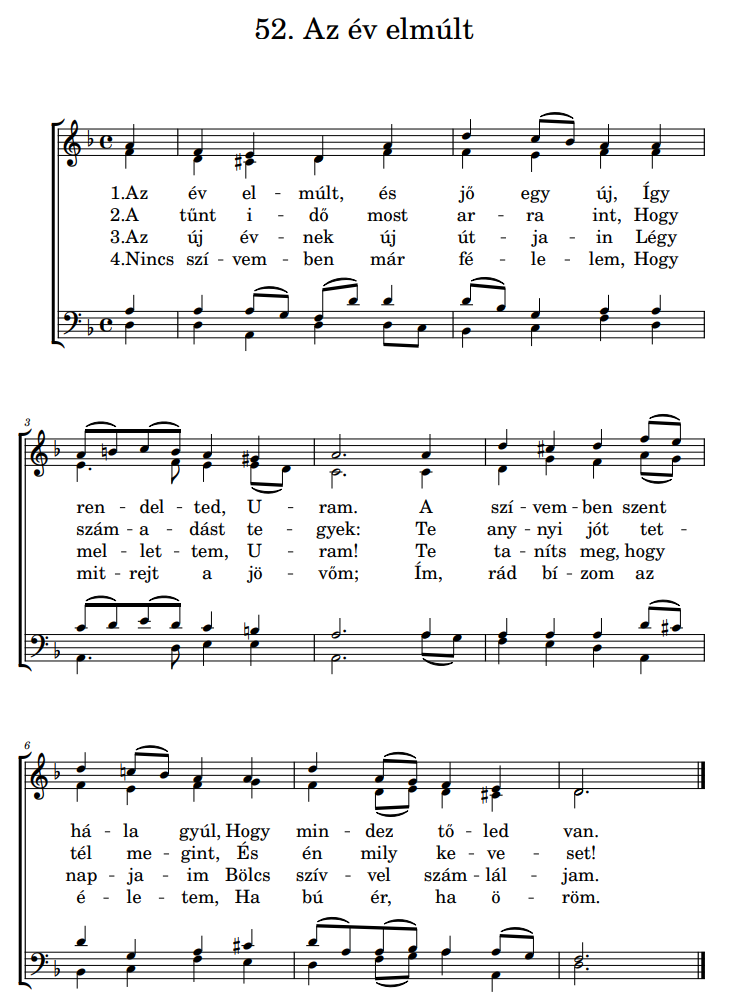 52. Az év elmúlt
1.Az év el - múlt, és jő egy új, Így
2.A tűnt i - dő most ar - ra int, Hogy
3.Az új év - nek új út - ja - in Légy
4.Nincs szí - vem - ben már fé - le - lem, Hogy
3
ren - del - ted, U - ram. A szí - vem - ben szent
szám - a - dást te - gyek: Te any - nyi jót tet -
mel - let - tem, U - ram! Te ta - níts meg, hogy
mit - rejt a jö - vőm; Ím, rád bí - zom az
6
há - la gyúl, Hogy min - dez tő - led van.
tél me - gint, És én mily ke - ve - set!
nap - ja - im Bölcs szív - vel szám - lál - jam.
é - le - tem, Ha bú ér, ha ö - röm.